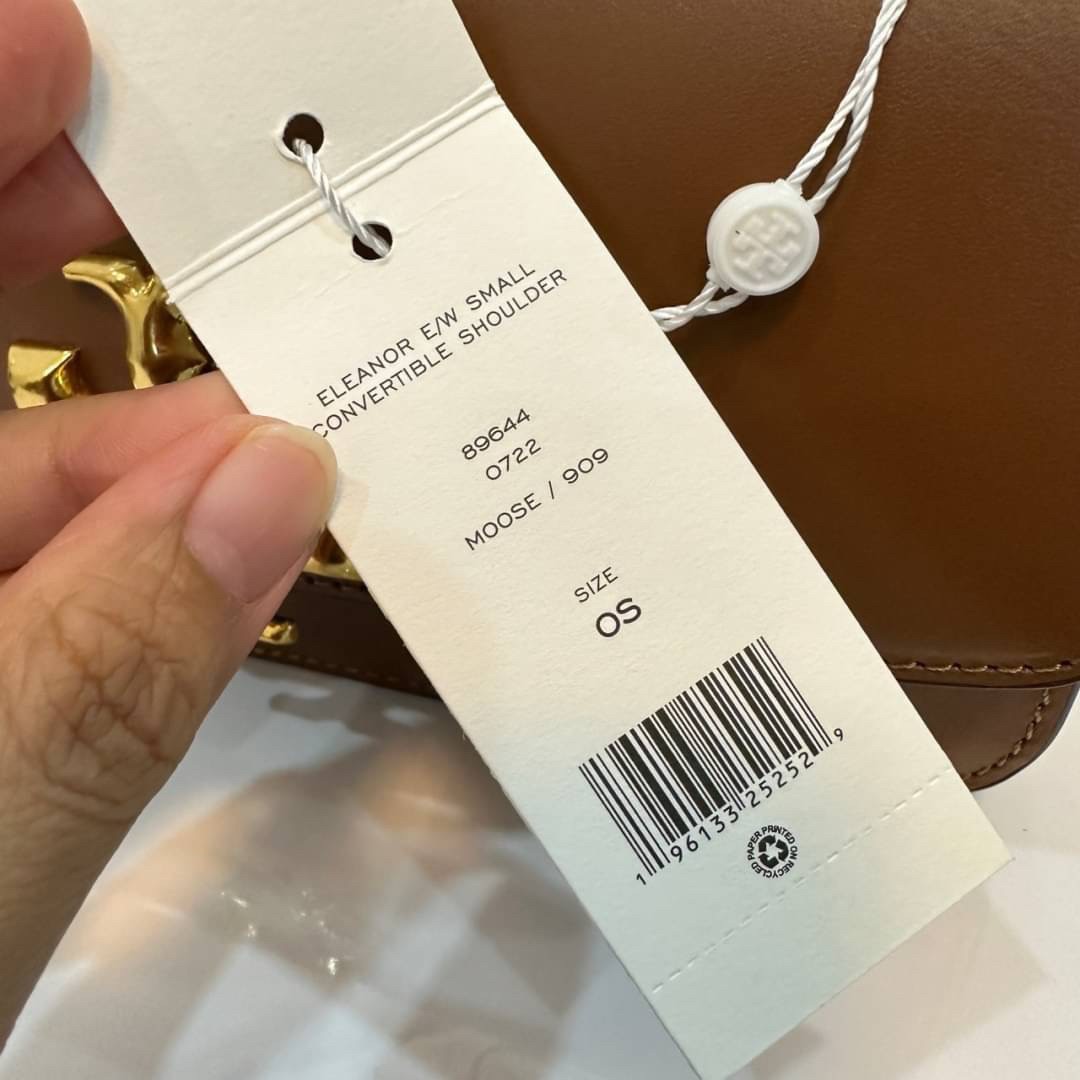 ELEANOR E/W SMALL
CONVERTIBLE SHOULDER
89644
0722
MOOSE / 909
SIZE
OS
1 96133 25252 9
PAPER PRINTED ON RECYCLED